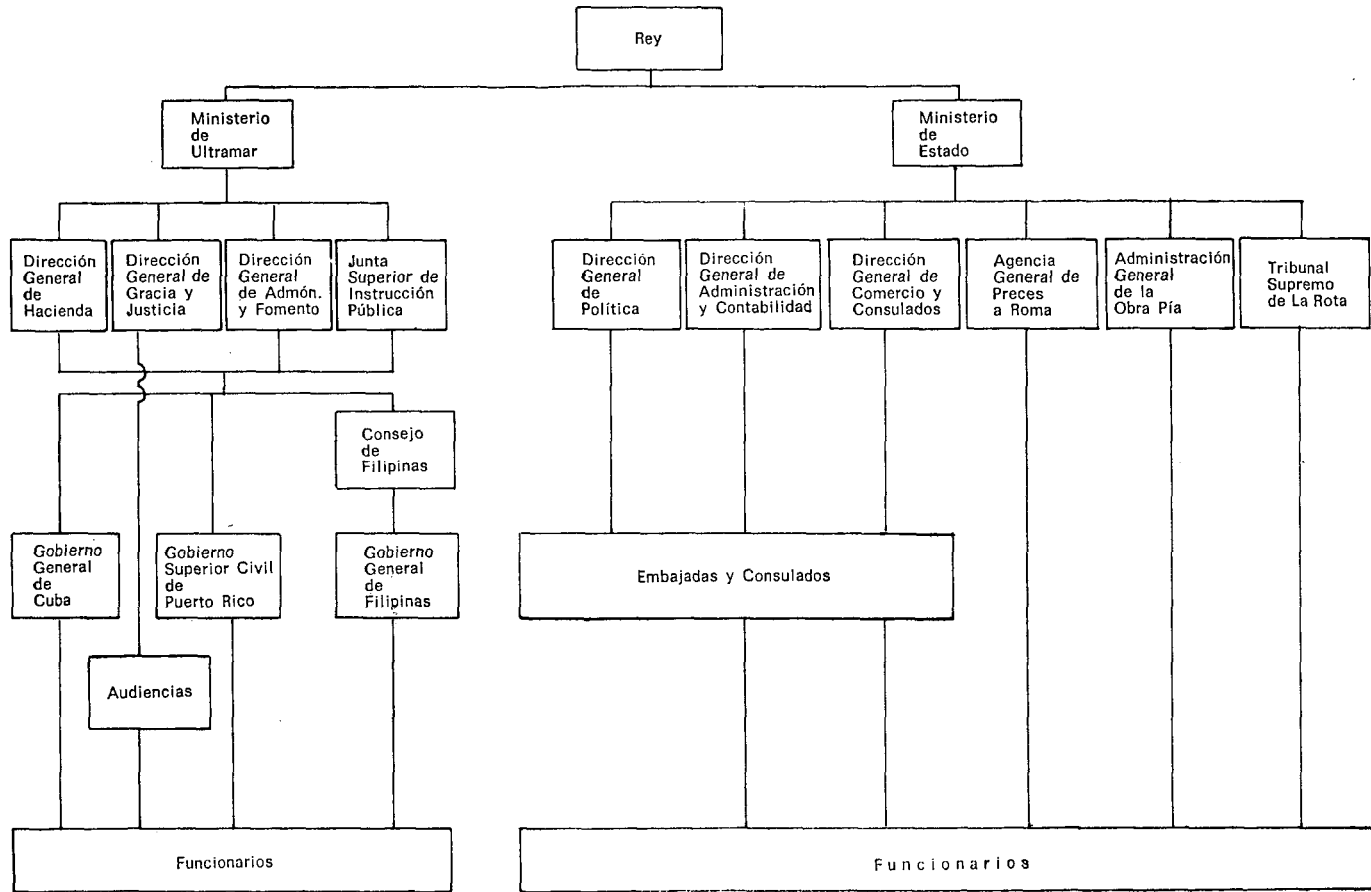 Rey
Ministerio
de
Ultramar
Ministerio
de
Estado
Dirección
General
de
Hacienda
Dirección
General de
Gracia y
Justicia
Dirección
General
de Admón.
y Fomento
Junta
Superior de
Instrucción
Pública
Dirección
General
de
Política
Dirección
General de
Administración
y Contabilidad
Dirección
General de
Comercio y
Consulados
Agencia
General de
Preces
a Roma
Administración
General
de la
Obra Pía
Tribunal
Supremo
de La Rota
Consejo
de
Filipinas
Gobierno
General
de
Cuba
Gobierno
Superior Civil
de
Puerto Rico
Gobierno
General
de
Filipinas
Embajadas y Consulados
Audiencias
Funcionarios
Funcionarios